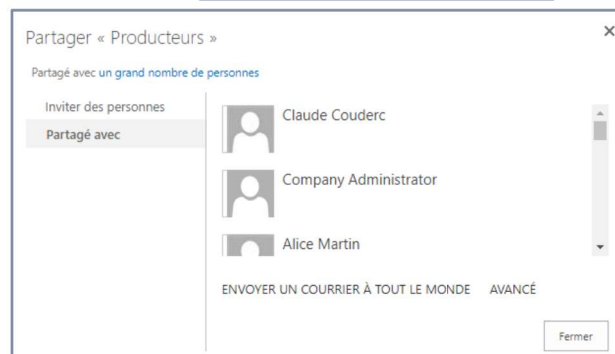 Partager « Producteurs »
Partagé avec un grand nombre de personnes
Inviter des personnes
Partagé avec
Claude Couderc
Company Administrator
Alice Martin
ENVOYER UN COURRIER À TOUT LE MONDE AVANCÉ
Fermer